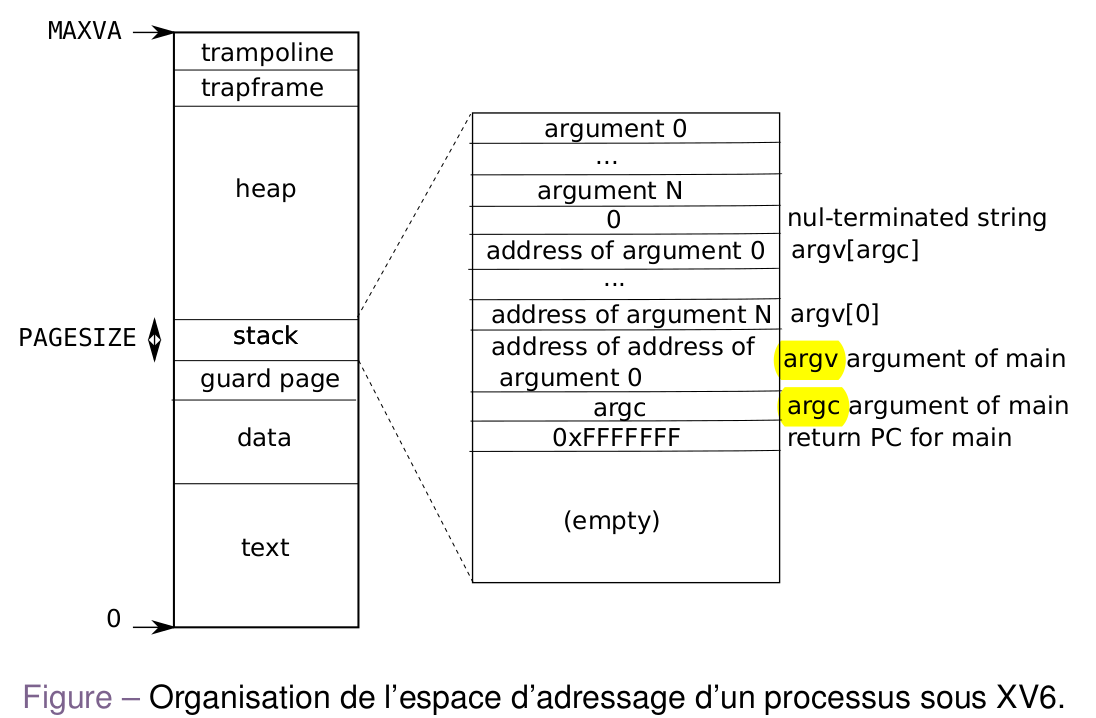 MAXVA
trampoline
trapframe
heap
PAGESIZE
stack
guard page
data
text
0
argument 0
...
argument N
0 nul-terminated string
address of argument 0 argv[argc]
...
address of argument N argv[0]
address of address of
argument 0
argv argument of main
argc argc argument of main
0xFFFFFFF return PC for main
(empty)
Figure – Organisation de l'espace d'adressage d'un processus sous XV6.